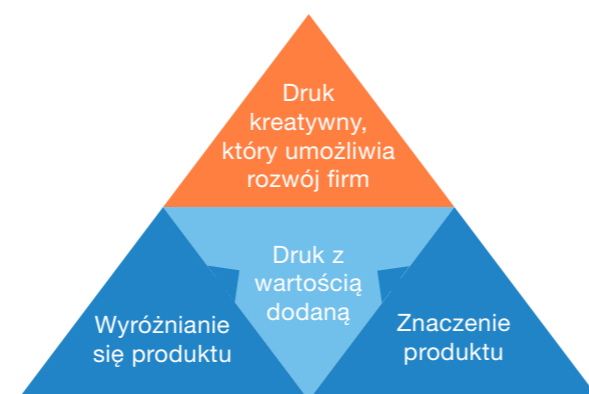 Druk
kreatywny,
który umożliwia
rozwój firm
Druk z
wartością
dodaną
Wyróżnianie
się produktu
Znaczenie
produktu